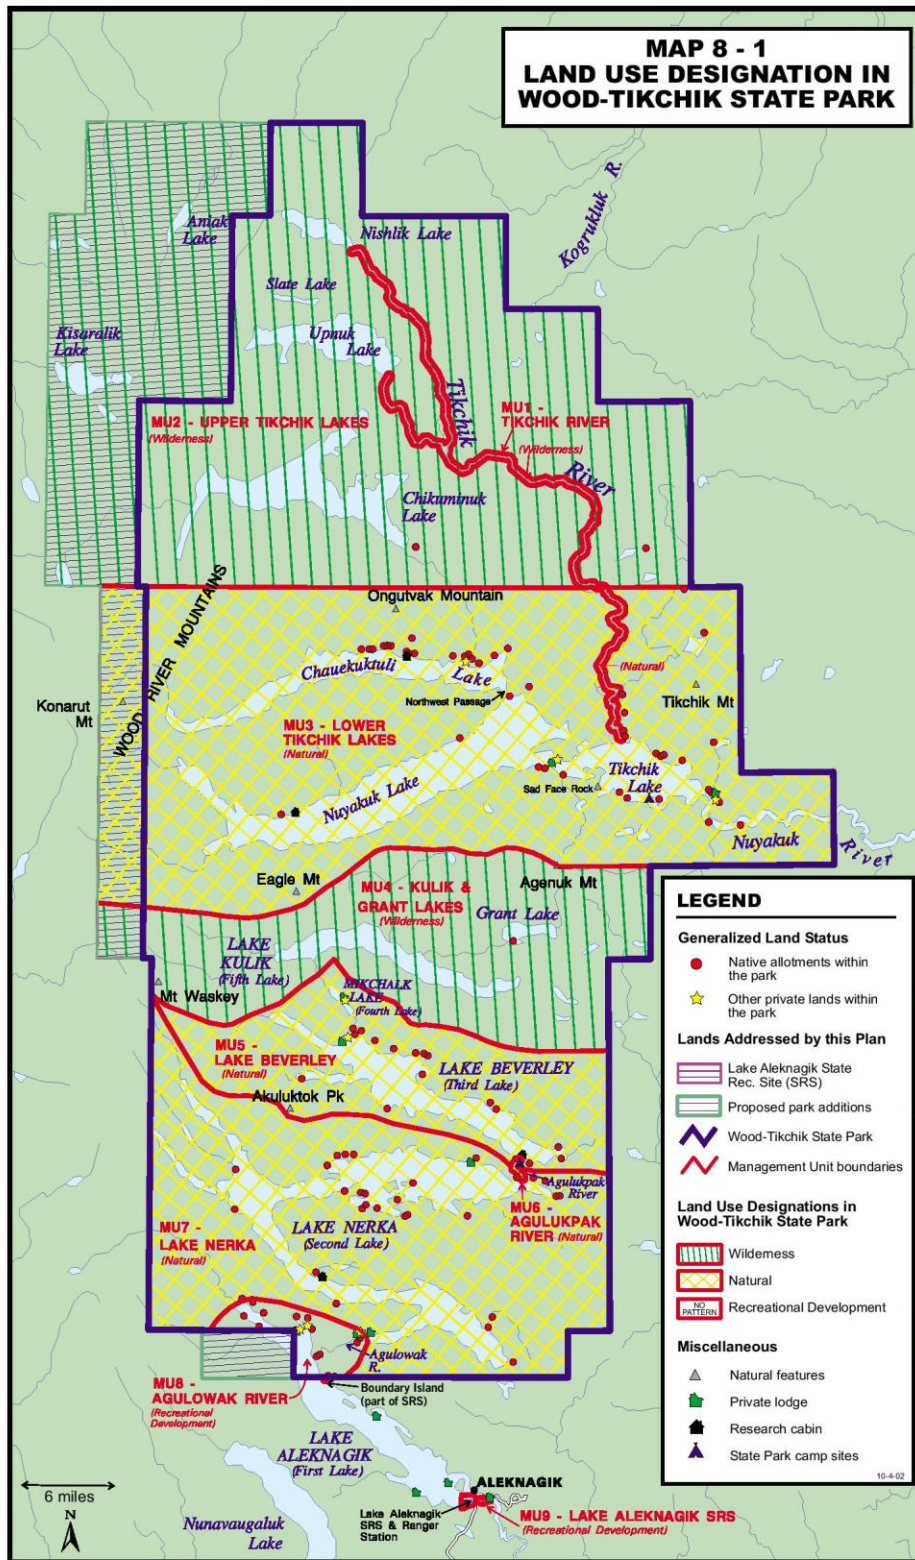 MAP 8 - 1
LAND USE DESIGNATION IN
WOOD-TIKCHIK STATE PARK
Kogrukluk R.
Aniak
Lake
Nishlik Lake
Slate Lake
Kisaralik
Lake
Upnuk
Lake
Tikchik
River
MU2 - UPPER TIKCHIK LAKES
(Wilderness)
MU1 -
TIKCHIK RIVER
(Wilderness)
Chikuminuk
Lake
WOOD RIVER MOUNTAINS
Ongutvak Mountain
Chauekuktuli
Lake
(Natural)
Northwest Passage
Tikchik Mt
Konarut
Mt
MU3 - LOWER
TIKCHIK LAKES
(Natural)
Nuyakuk Lake
Sad Face Rock
Tikchik
Lake
Nuyakuk
River
Eagle Mt
Agenuk Mt
MU4 - KULIK &
GRANT LAKES
(Wilderness)
Grant Lake
LAKE
KULIK
(Fifth Lake)
Mt Waskey
MIKCHALK
LAKE
(Fourth Lake)
MU5 -
LAKE BEVERLEY
(Natural)
LAKE BEVERLEY
(Third Lake)
Akuluktok Pk
Agulukpak
River
MU6 -
AGULUKPAK
RIVER (Natural)
MU7 -
LAKE NERKA
(Natural)
LAKE NERKA
(Second Lake)
Agulowak
R.
MU8 -
AGULOWAK RIVER
(Recreational
Development)
Boundary Island
(part of SRS)
LAKE
ALEKNAGIK
(First Lake)
ALEKNAGIK
Lake Aleknagik
SRS & Ranger
Station
MU9 - LAKE ALEKNAGIK SRS
(Recreational Development)
Nunavaugaluk
Lake
6 miles
N
LEGEND
Generalized Land Status
Native allotments within
the park
Other private lands within
the park
Lands Addressed by this Plan
Lake Aleknagik State
Rec. Site (SRS)
Proposed park additions
Wood-Tikchik State Park
Management Unit boundaries
Land Use Designations in
Wood-Tikchik State Park
Wilderness
Natural
NO
PATTERN
Recreational Development
Miscellaneous
Natural features
Private lodge
Research cabin
State Park camp sites
10-4-02